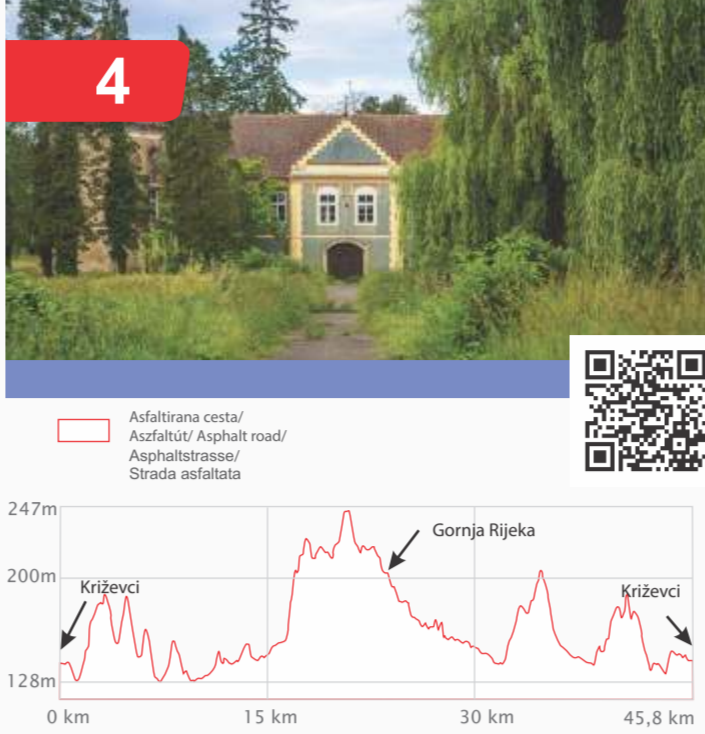 4
Asfaltirana cesta/
Aszfaltút/ Asphalt road/
Asphaltstrasse/
Strada asfaltata
247m
Gornja Rijeka
200m
Križevci
Križevci
128m
0 km
15 km
30 km
45,8 km